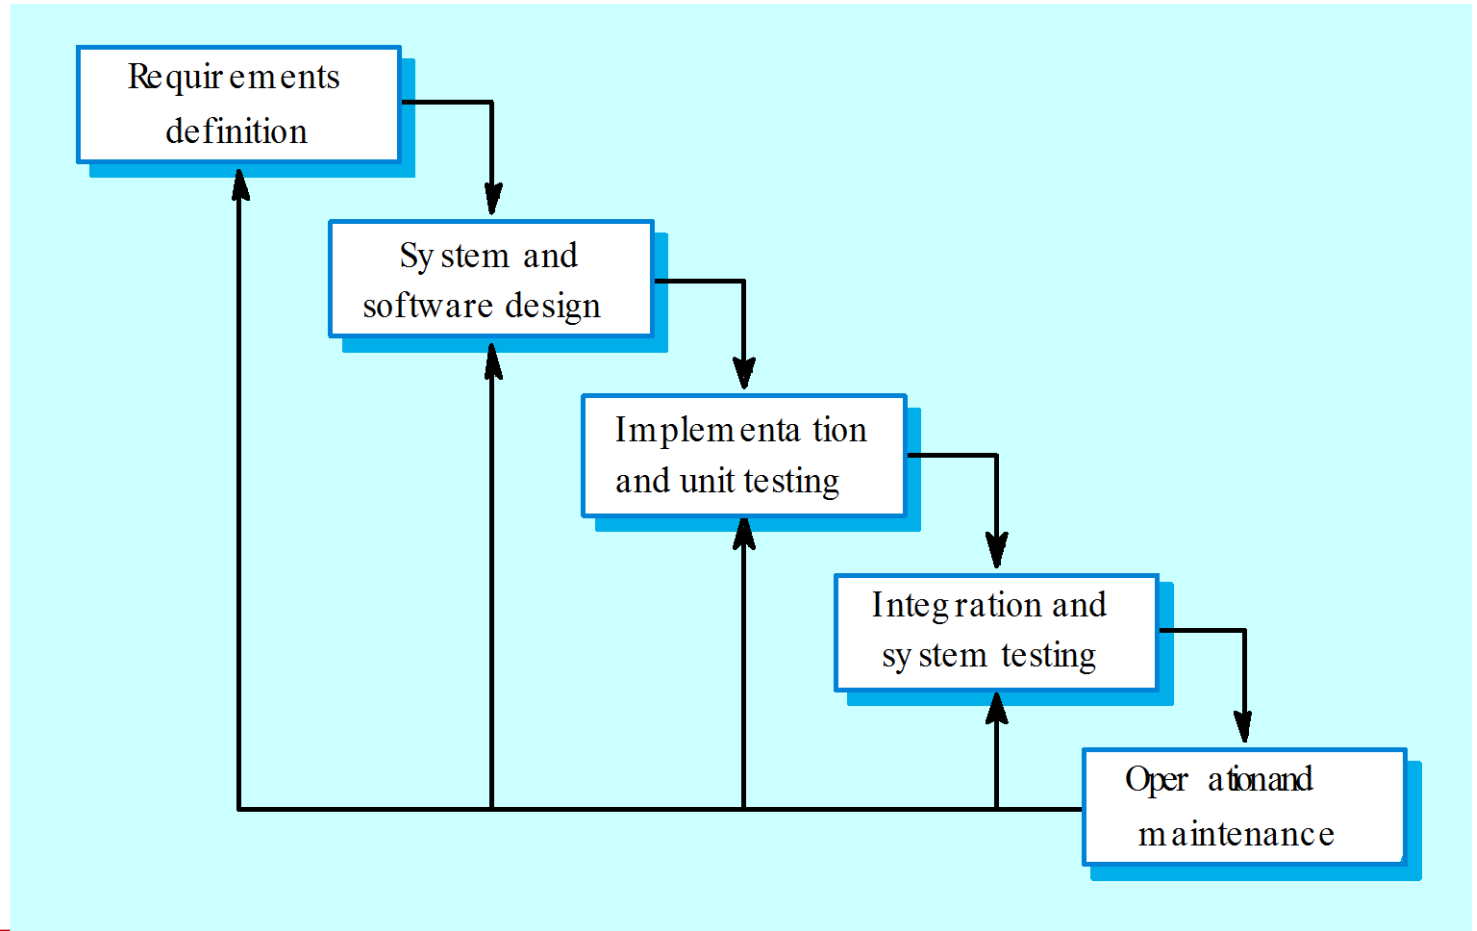 Requirements
definition
System and
software design
Implementation
and unit testing
Integration and
system testing
Operation and
maintenance